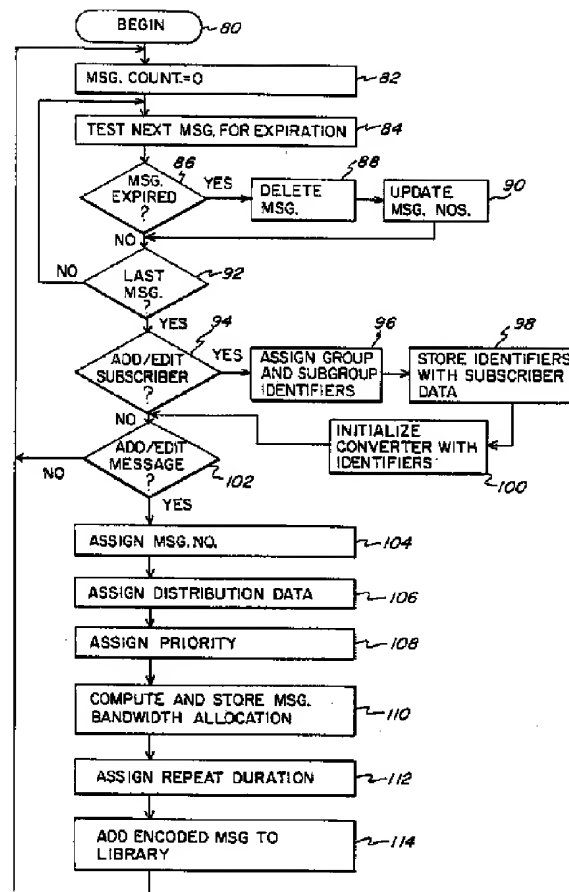 BEGIN
80
MSG. COUNT.=0
82
TEST NEXT MSG. FOR EXPIRATION
84
86
MSG.
EXPIRED
?
YES
88
DELETE
MSG.
UPDATE
MSG. NOS.
90
NO
NO
LAST
MSG.
?
92
YES
94
ADD/EDIT
SUBSCRIBER
?
YES
96
ASSIGN GROUP
AND SUBGROUP
IDENTIFIERS
98
STORE IDENTIFIERS
WITH SUBSCRIBER
DATA
NO
INITIALIZE
CONVERTER WITH
IDENTIFIERS
100
NO
ADD/EDIT
MESSAGE
?
102
YES
ASSIGN MSG. NO.
104
ASSIGN DISTRIBUTION DATA
106
ASSIGN PRIORITY
108
COMPUTE AND STORE MSG.
BANDWIDTH ALLOCATION
110
ASSIGN REPEAT DURATION
112
ADD ENCODED MSG TO
LIBRARY
114